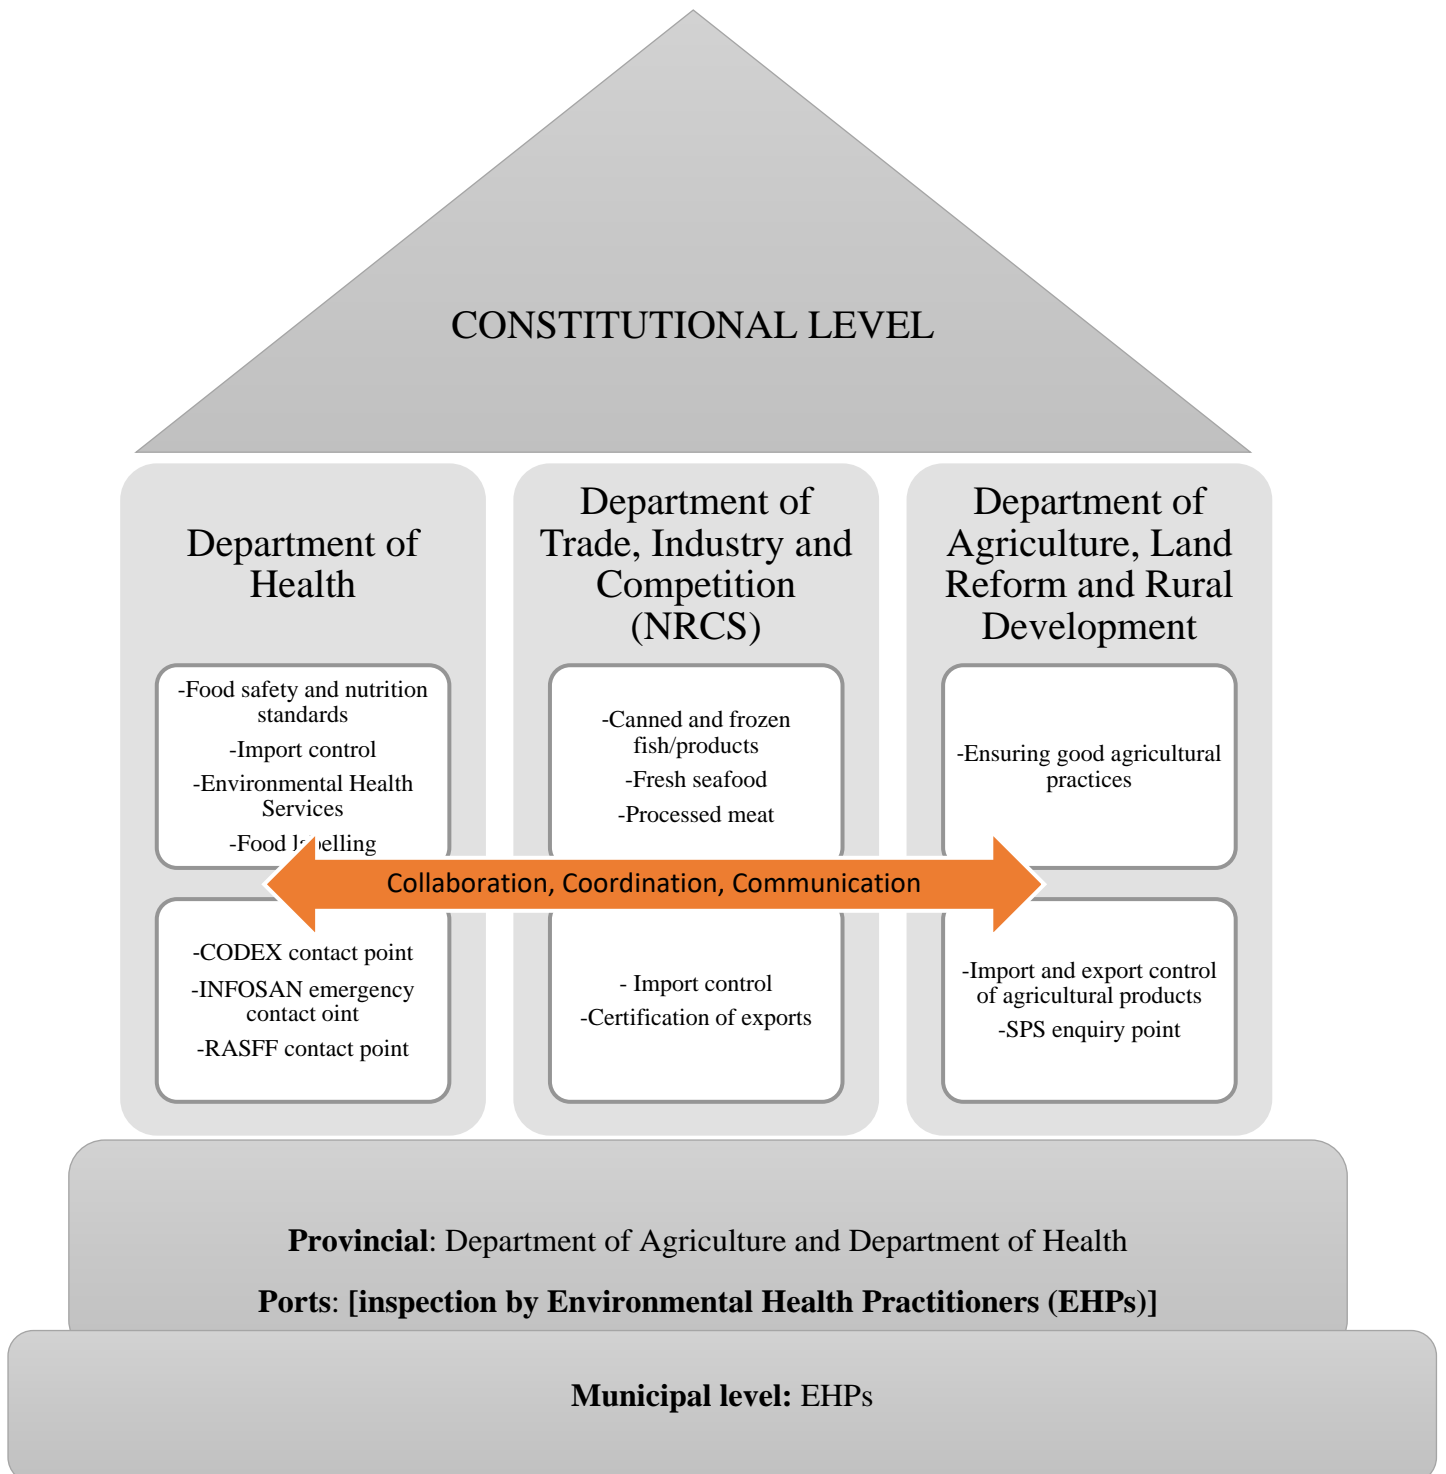 CONSTITUTIONAL LEVEL
Department of
Health
-Food safety and nutrition
standards
-Import control
-Environmental Health
Services
-Food labelling
-CODEX contact point
-INFOSAN emergency
contact oint
-RASFF contact point
Department of
Trade, Industry and
Competition
(NRCS)
-Canned and frozen
fish/products
-Fresh seafood
-Processed meat
- Import control
-Certification of exports
Department of
Agriculture, Land
Reform and Rural
Development
-Ensuring good agricultural
practices
-Import and export control
of agricultural products
-SPS enquiry point
Collaboration, Coordination, Communication
Provincial: Department of Agriculture and Department of Health
Ports: [inspection by Environmental Health Practitioners (EHPs)]
Municipal level: EHPs